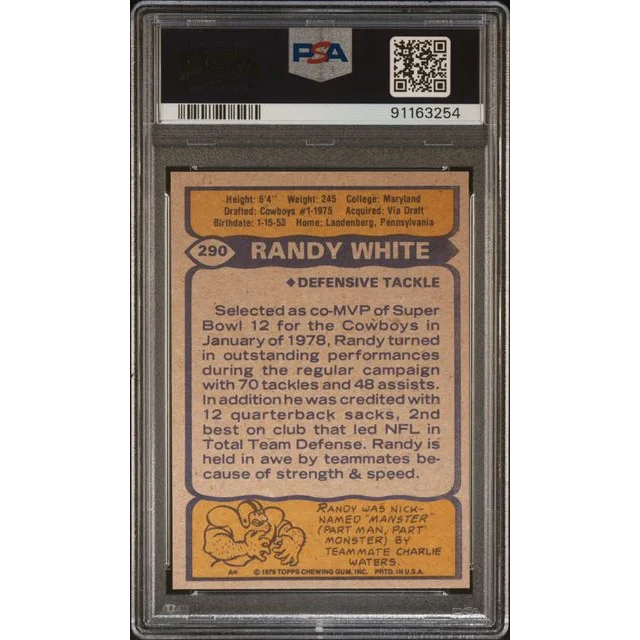 PSA
91163254
Height: 6'4" Weight: 245 College: Maryland
Drafted: Cowboys #1-1975 Acquired: Via Draft
Birthdate: 1-15-53 Home: Landenberg, Pennsylvania
290 RANDY WHITE
◆DEFENSIVE TACKLE
Selected as co-MVP of Super
Bowl 12 for the Cowboys in
January of 1978, Randy turned
in outstanding performances
during the regular campaign
with 70 tackles and 48 assists.
In addition he was credited with
12 quarterback sacks, 2nd
best on club that led NFL in
Total Team Defense. Randy is
held in awe by teammates be-
cause of strength & speed.
RANDY WAS NICK-
NAMED "MANSTER"
(PART MAN, PART
MONSTER) BY
TEAMMATE CHARLIE
WATERS.
© 1979 TOPPS CHEWING GUM, INC. PRTD. IN U.S.A.